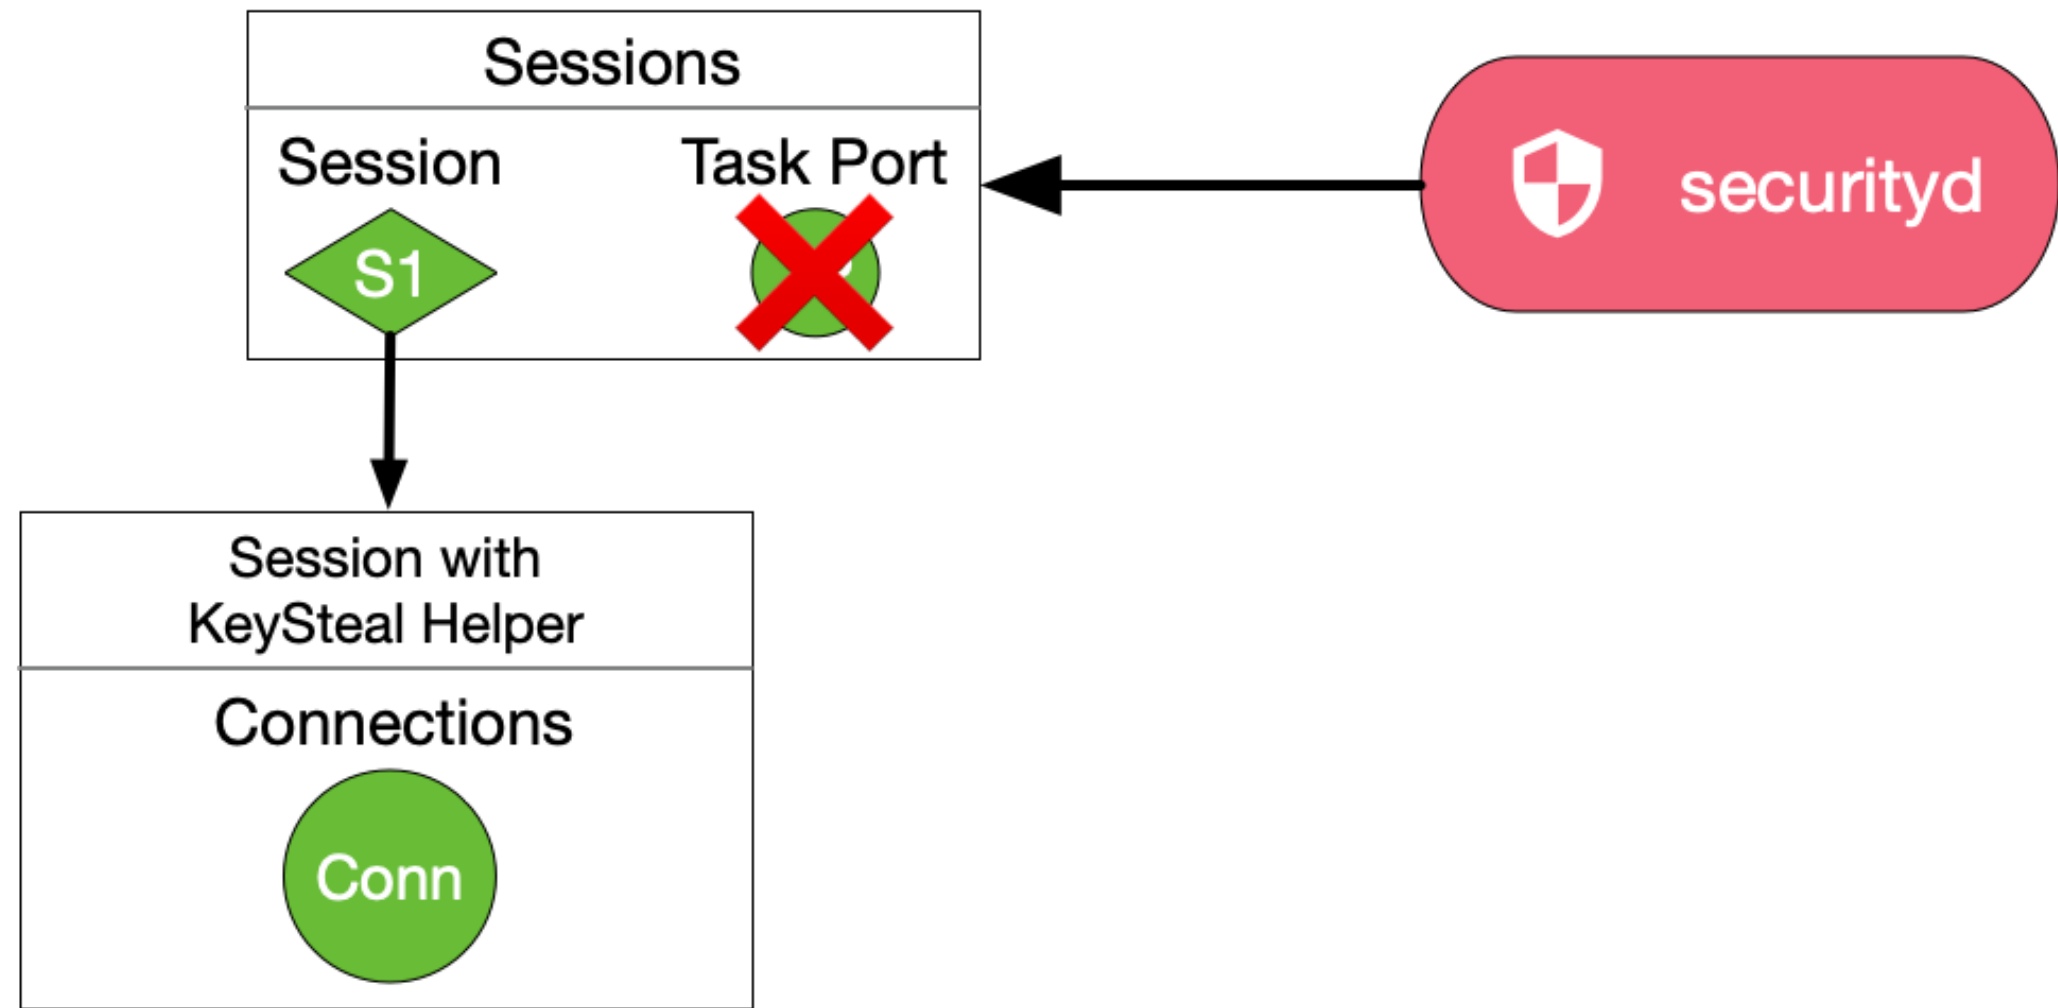 Sessions
Session Task Port
S1
securityd
Session with
KeySteal Helper
Connections
Conn